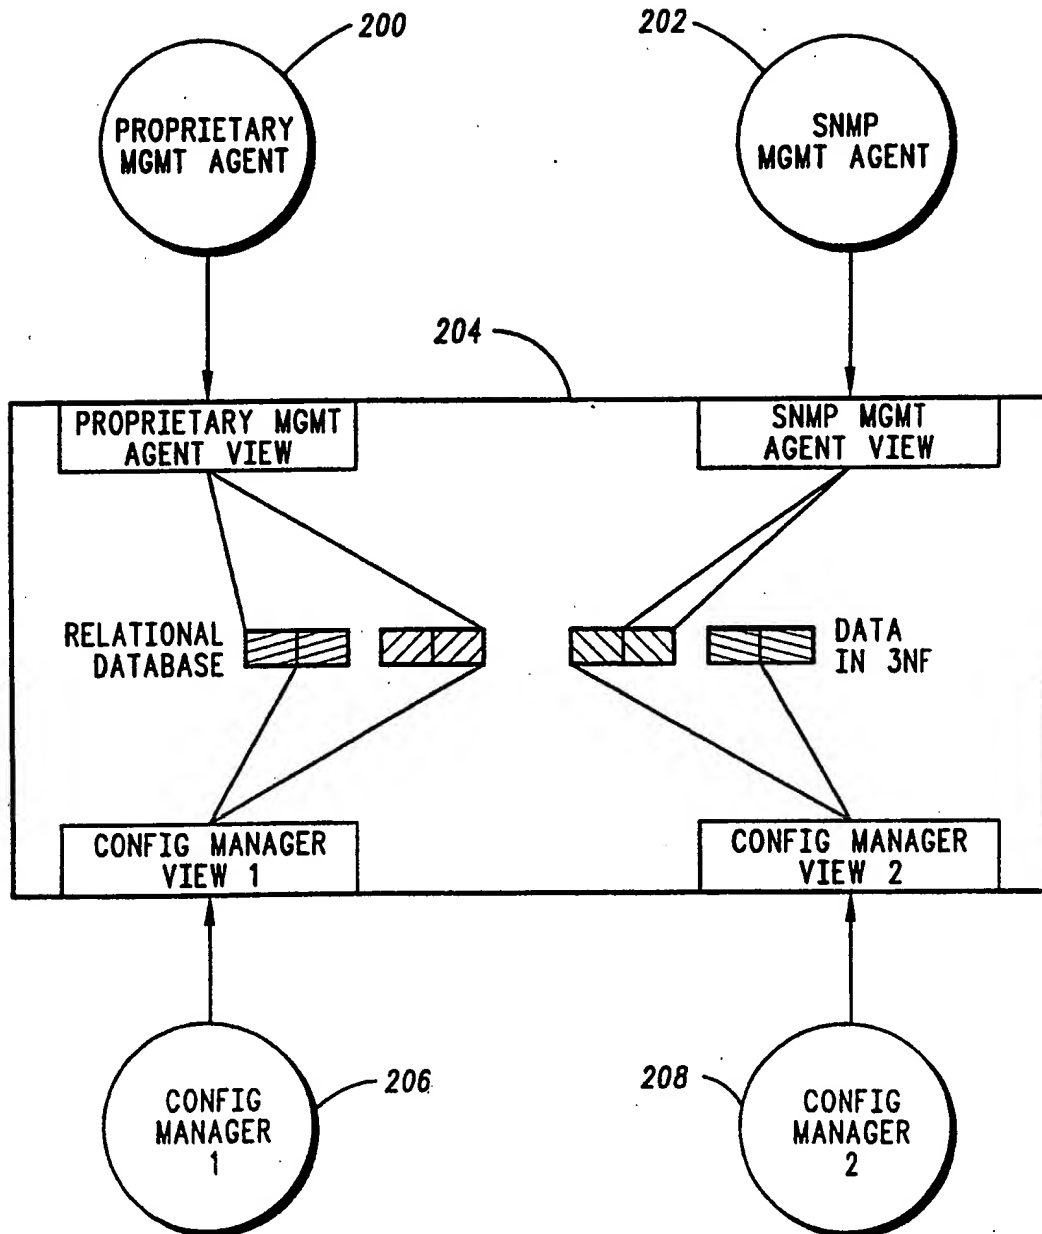 200
202
PROPRIETARY
MGMT AGENT
SNMP
MGMT AGENT
204
PROPRIETARY MGMT
AGENT VIEW
SNMP MGMT
AGENT VIEW
RELATIONAL
DATABASE
DATA
IN 3NF
CONFIG MANAGER
VIEW 1
CONFIG MANAGER
VIEW 2
206
208
CONFIG
MANAGER
1
CONFIG
MANAGER
2